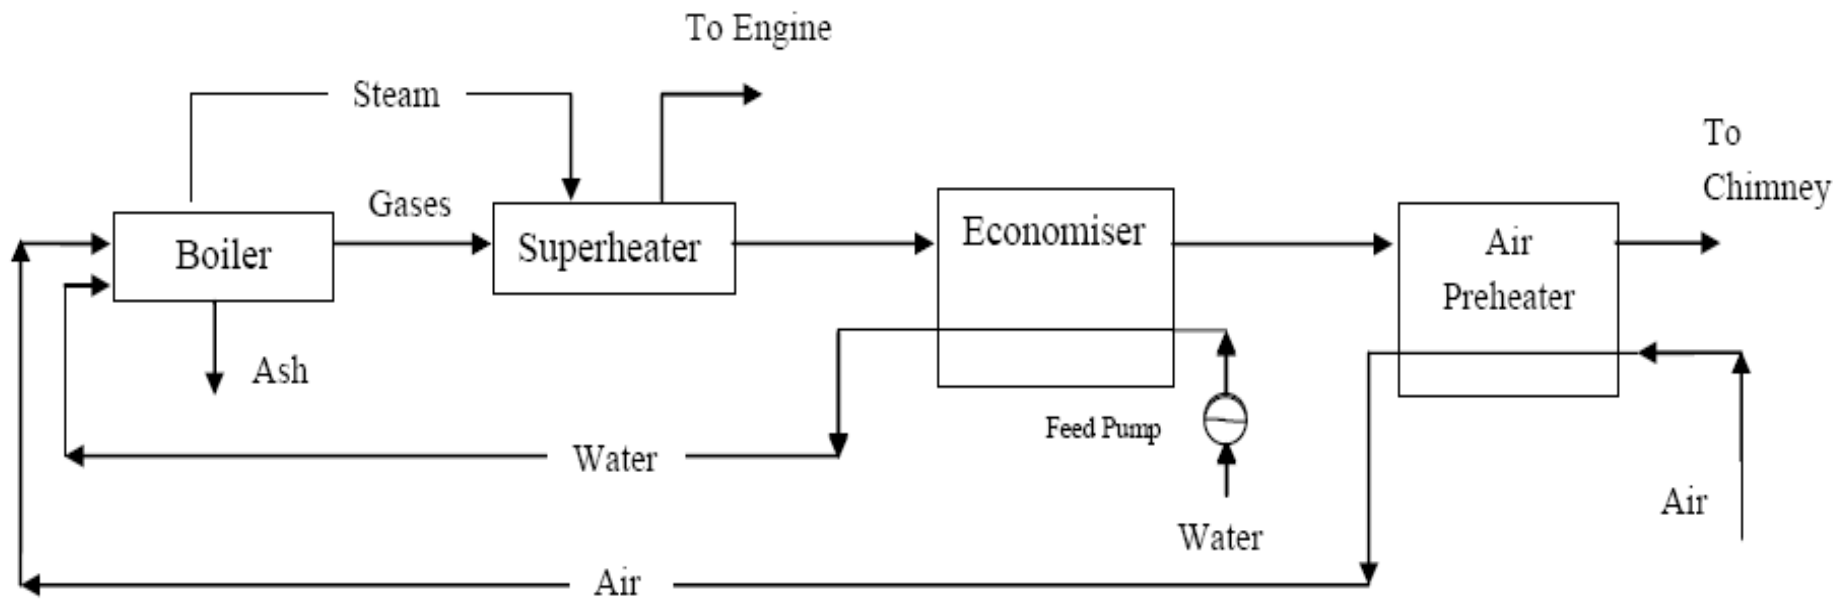 To Engine
Steam
To
Chimney
Gases
Boiler
Superheater
Economiser
Air
Preheater
Ash
Feed Pump
Water
Air
Water
Air